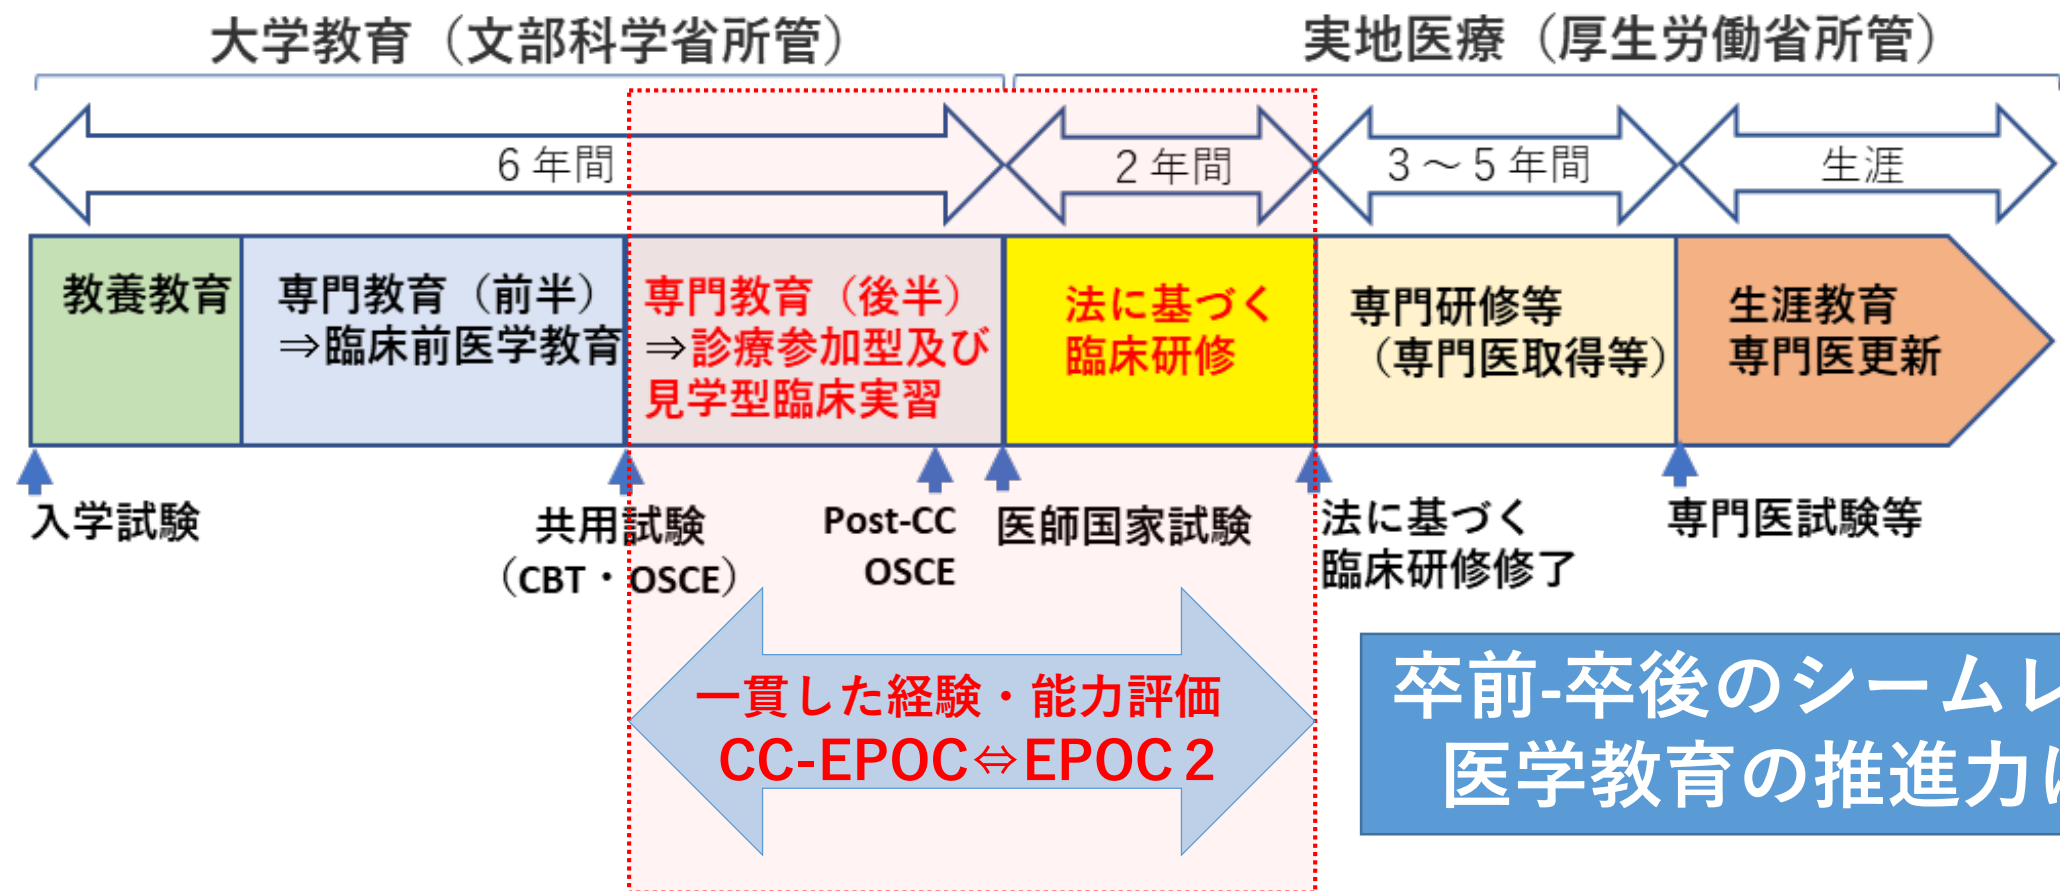 大学教育（文部科学省所管）
実地医療（厚生労働省所管）
6 年間
2 年間
3 ～ 5 年間
生涯
教養教育
専門教育（前半）
⇒臨床前医学教育
専門教育（後半）
⇒診療参加型及び
見学型臨床実習
法に基づく
臨床研修
専門研修等
（専門医取得等）
生涯教育
専門医更新
入学試験
共用試験
（CBT・OSCE）
Post-CC
OSCE
医師国家試験
法に基づく
臨床研修修了
専門医試験等
一貫した経験・能力評価
CC-EPOC⇔EPOC 2
卒前-卒後のシームレ
医学教育の推進力